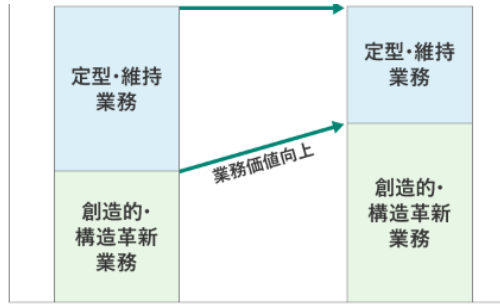 定型・維持
業務
創造的・
構造革新
業務
業務価値向上
定型・維持
業務
創造的・
構造革新
業務